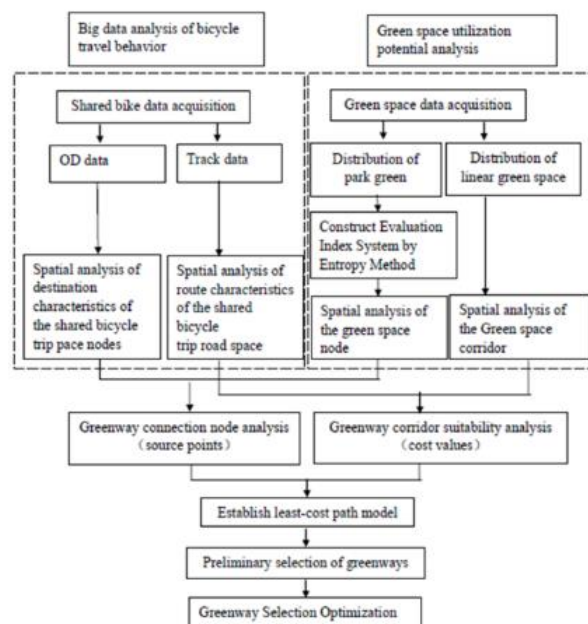 Big data analysis of bicycle
travel behavior
Green space utilization
potential analysis
Shared bike data acquisition
Green space data acquisition
OD data
Track data
Distribution of
park green
Distribution of
linear green space
Construct Evaluation
Index System by
Entropy Method
Spatial analysis of
destination
characteristics of
the shared bicycle
trip pace nodes
Spatial analysis of
route characteristics
of the shared
bicycle
trip road space
Spatial analysis of
the green space
node
Spatial analysis of
the Green space
corridor
Greenway connection node analysis
(source points)
Greenway corridor suitability analysis
(cost values)
Establish least-cost path model
Preliminary selection of greenways
Greenway Selection Optimization